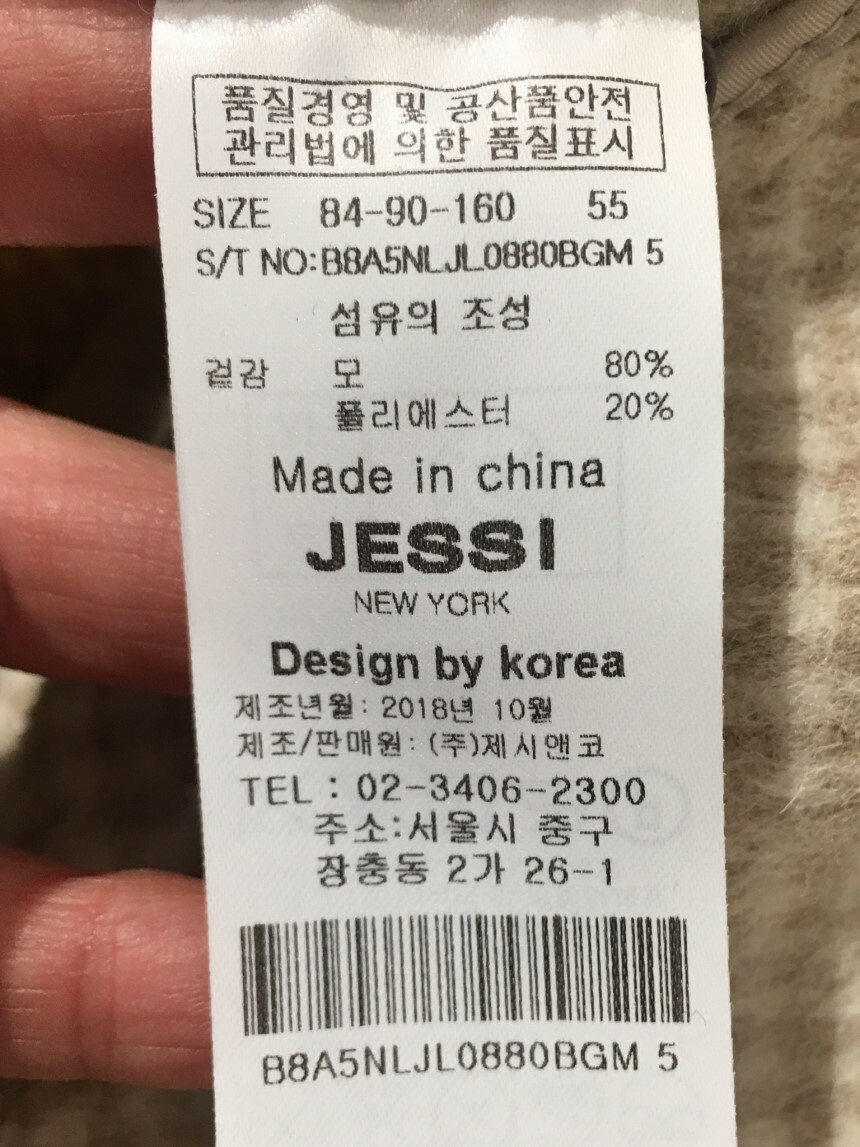 품질경영 및 공산품안전
관리법에 의한 품질표시
SIZE 84-90-160 55
S/T NO:B8A5NLJL0880BGM 5
섬유의 조성
겉감 모 80%
폴리에스터 20%
Made in china
JESSI
NEW YORK
Design by korea
제조년월: 2018년 10월
제조/판매원: (주)제시앤코
TEL : 02-3406-2300
주소:서울시 중구
장충동 2가 26-1
B8A5NLJL0880BGM 5